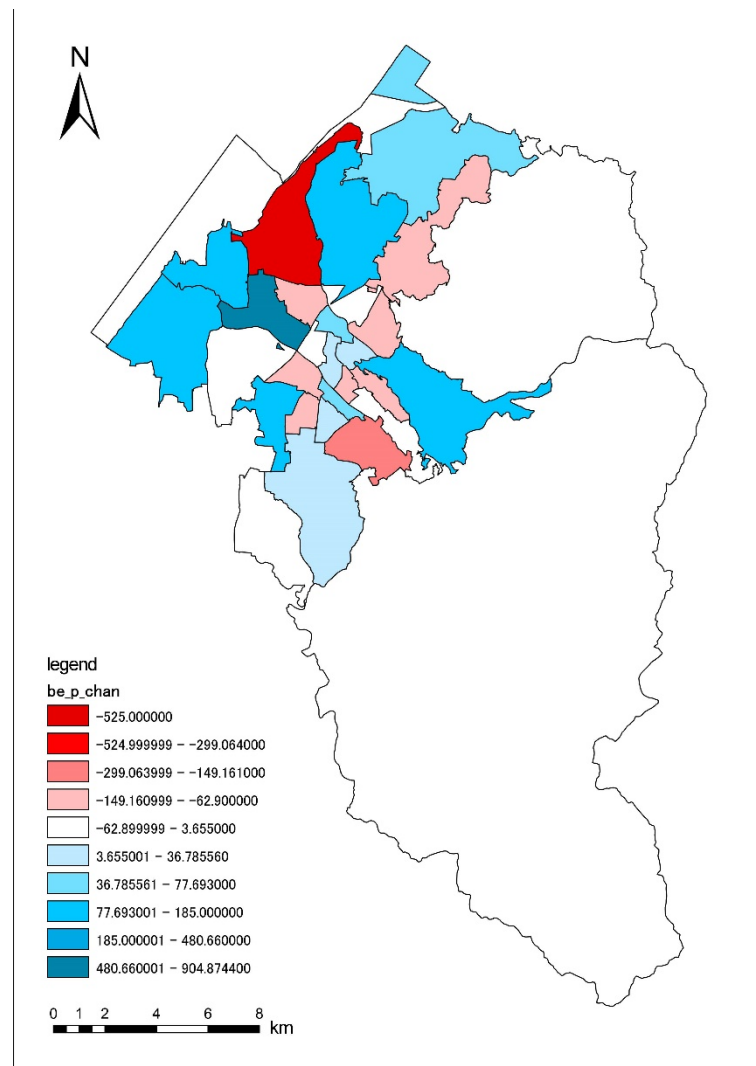 N
legend
be_p_chan
-525.000000
-524.999999 - -299.064000
-299.063999 - -149.161000
-149.160999 - -62.900000
-62.899999 - 3.655000
3.655001 - 36.785560
36.785561 - 77.693000
77.693001 - 185.000000
185.000001 - 480.660000
480.660001 - 904.874400
0 1 2 4 6 8 km